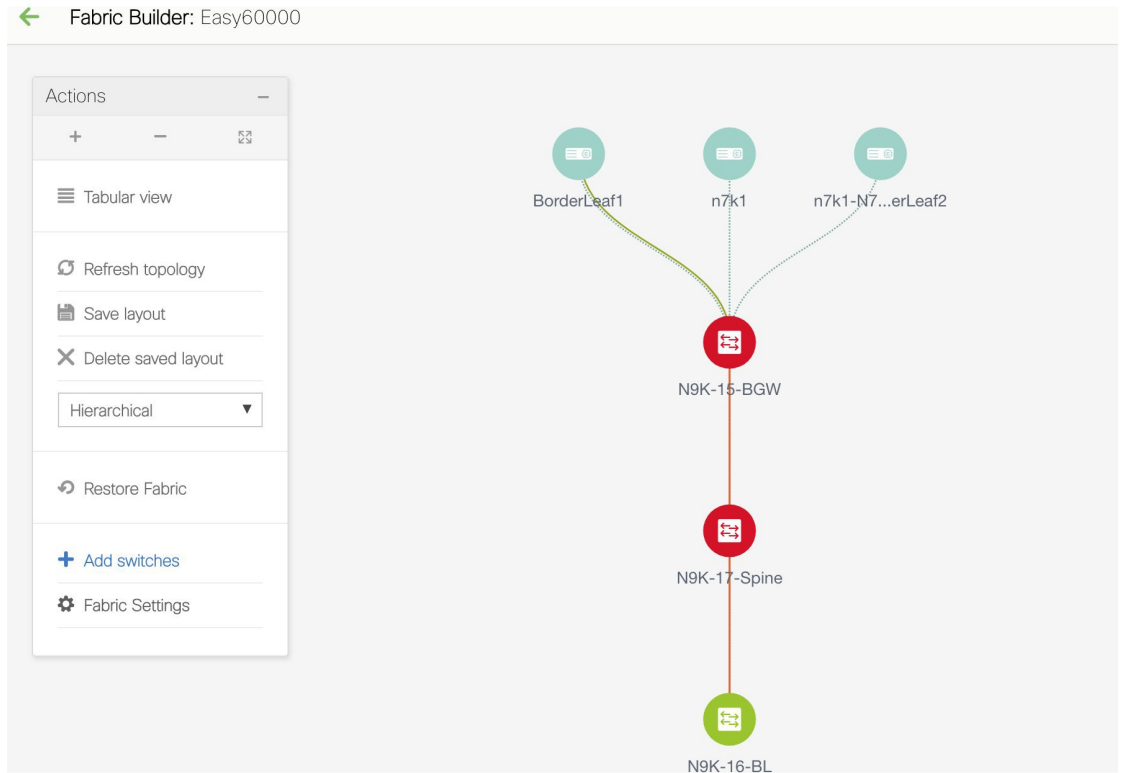 Fabric Builder: Easy60000
Actions
Tabular view
Refresh topology
Save layout
Delete saved layout
Hierarchical
Restore Fabric
Add switches
Fabric Settings
BorderLeaf1
n7k1
n7k1-N7...erLeaf2
N9K-15-BGW
N9K-17-Spine
N9K-16-BL